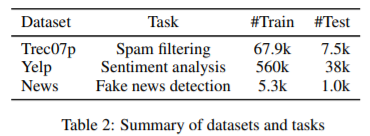 Dataset Task #Train #Test
Trec07p Spam filtering 67.9k 7.5k
Yelp Sentiment analysis 560k 38k
News Fake news detection 5.3k 1.0k
Table 2: Summary of datasets and tasks